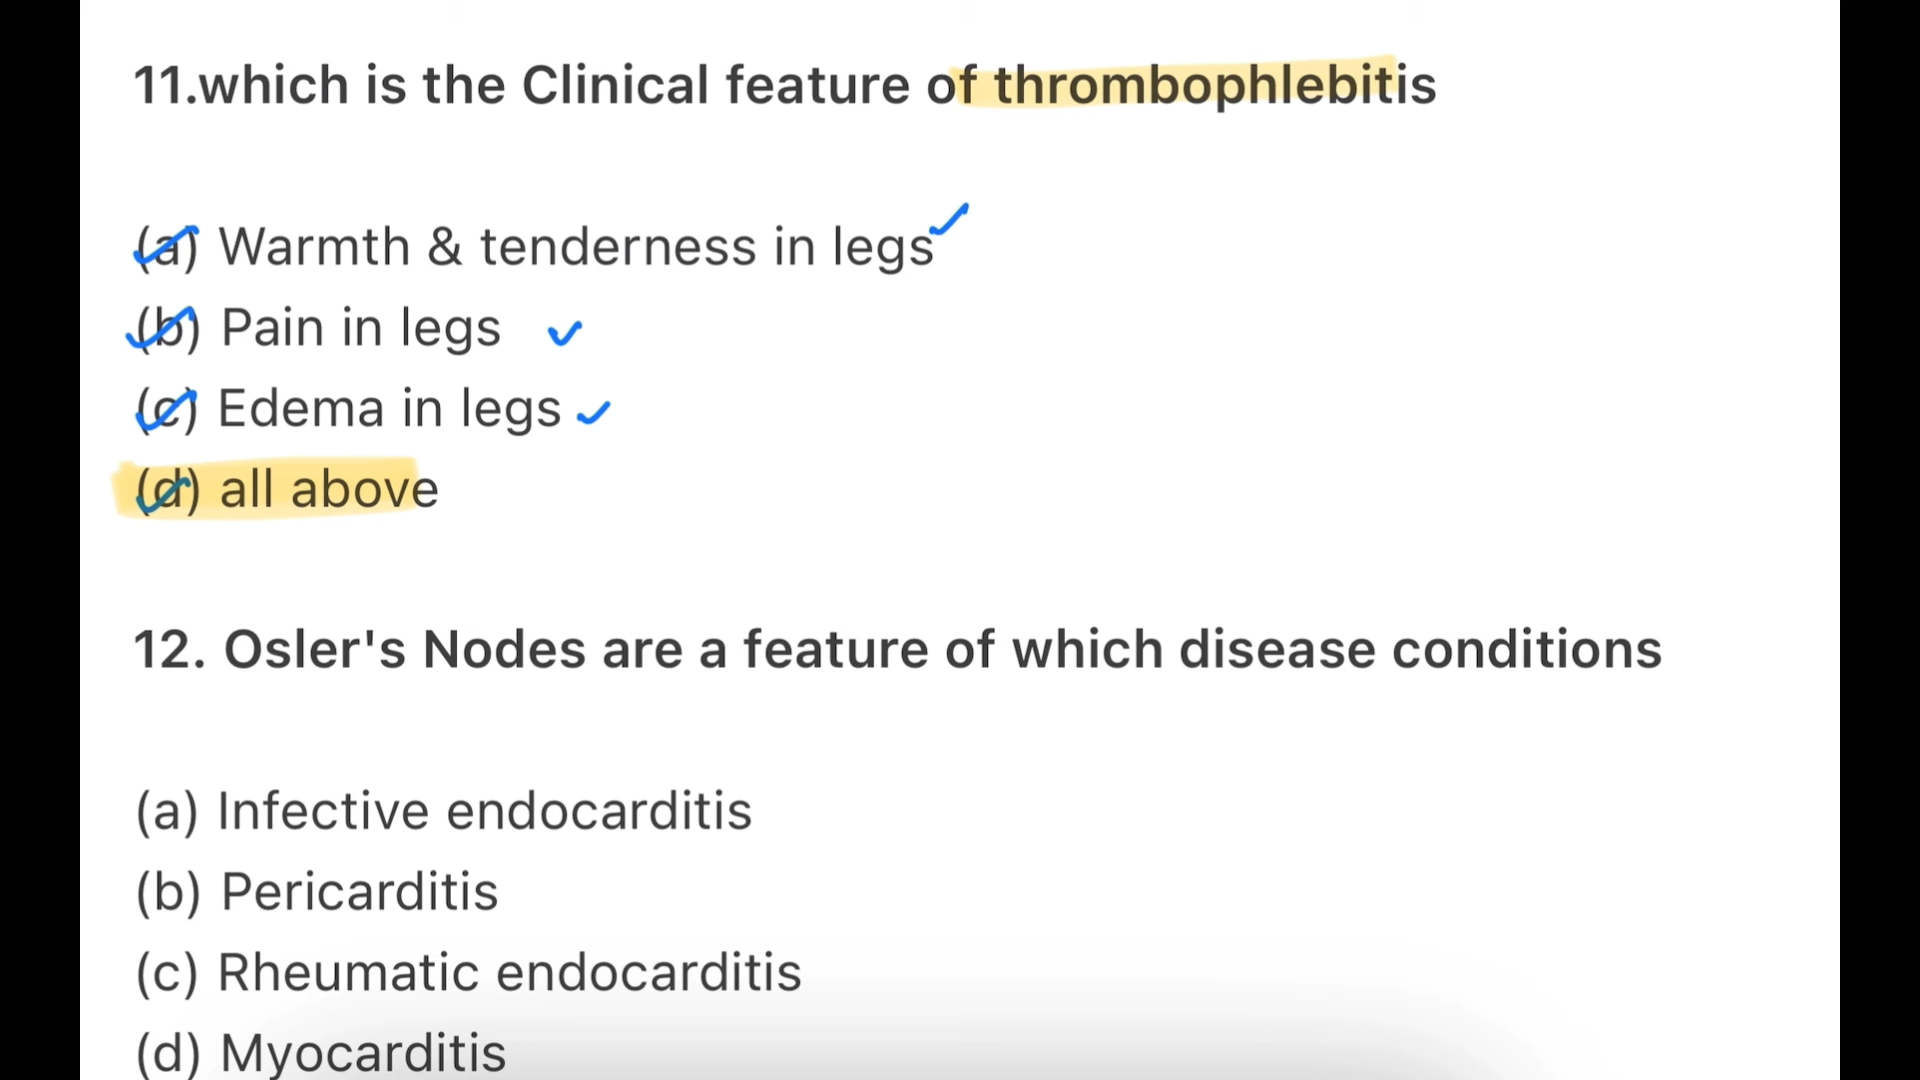 11.which is the Clinical feature of thrombophlebitis
(a) Warmth & tenderness in legs
(b) Pain in legs
(c) Edema in legs
(d) all above
12. Osler's Nodes are a feature of which disease conditions
(a) Infective endocarditis
(b) Pericarditis
(c) Rheumatic endocarditis
(d) Myocarditis